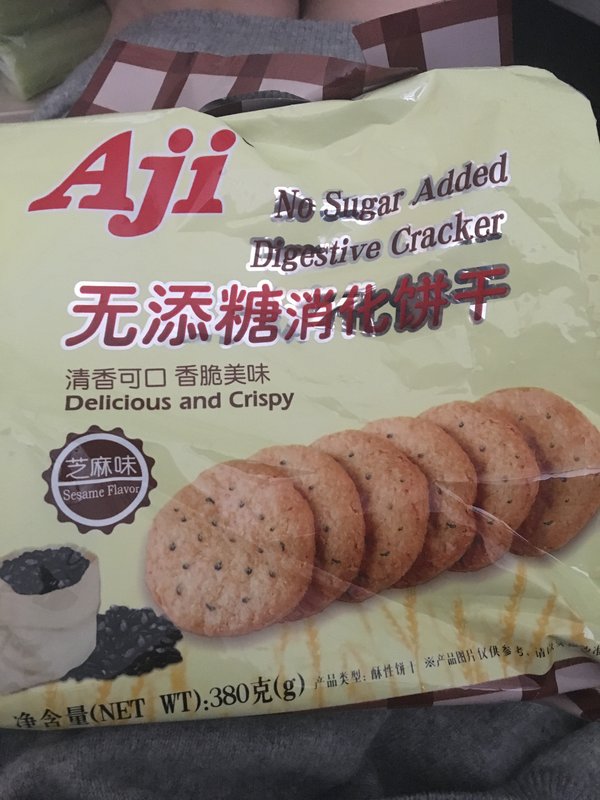 Aji
No Sugar Added
Digestive Cracker
无添糖消化饼干
清香可口 香脆美味
Delicious and Crispy
芝麻味
Sesame Flavor
净含量(NET WT):380克(g) 产品类型：酥性饼干 ※产品图片仅供参考，请以